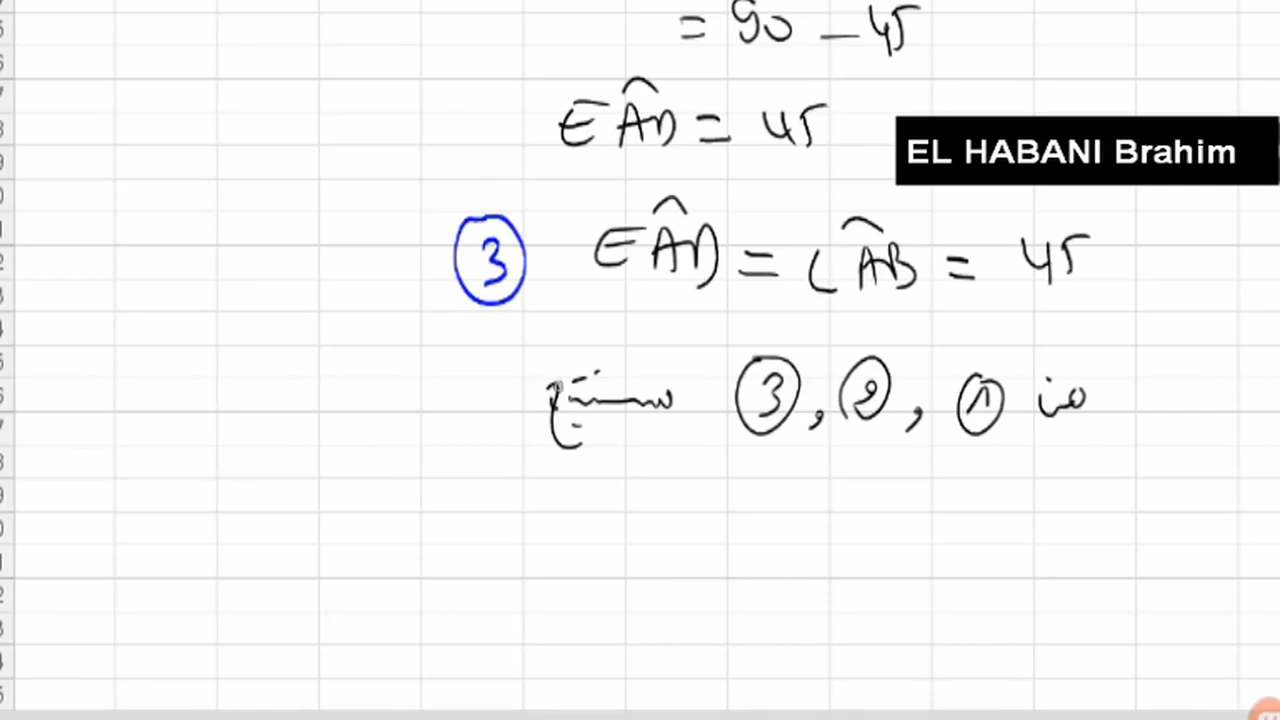 = 90 - 45
EÂD = 45
EL HABANI Brahim
③ EÂD = CÂB = 45
من ① , ② , ③ نستنتج